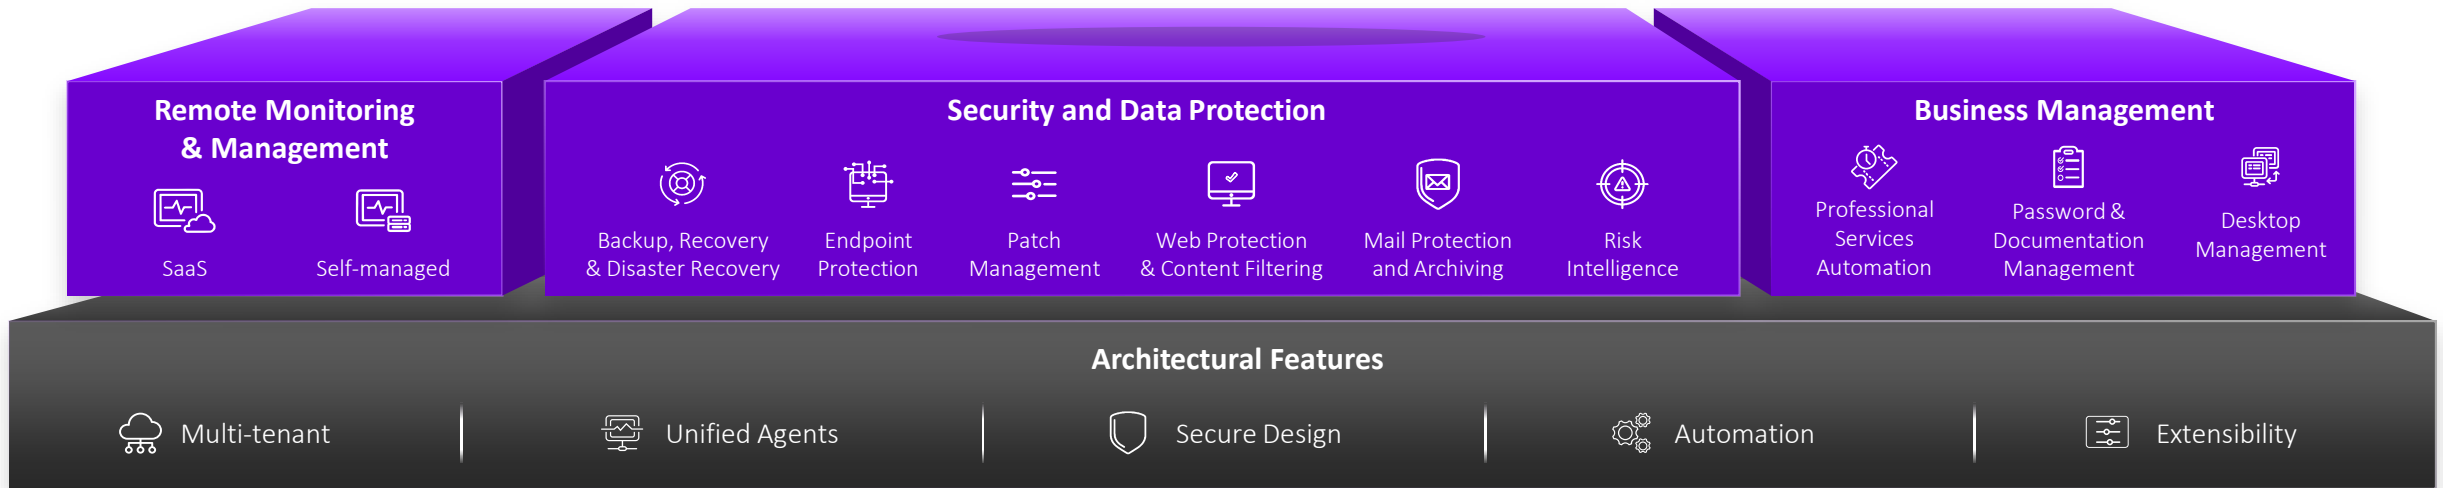 Remote Monitoring
& Management
SaaS
Self-managed
Security and Data Protection
Backup, Recovery
& Disaster Recovery
Endpoint
Protection
Patch
Management
Web Protection
& Content Filtering
Mail Protection
and Archiving
Risk
Intelligence
Business Management
Professional
Services
Automation
Password &
Documentation
Management
Desktop
Management
Architectural Features
Multi-tenant
Unified Agents
Secure Design
Automation
Extensibility